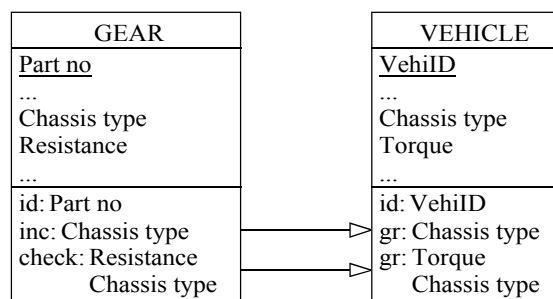 GEAR
Part no
...
Chassis type
Resistance
...
id: Part no
inc: Chassis type
check: Resistance
Chassis type
VEHICLE
VehiID
...
Chassis type
Torque
...
id: VehiID
gr: Chassis type
gr: Torque
Chassis type